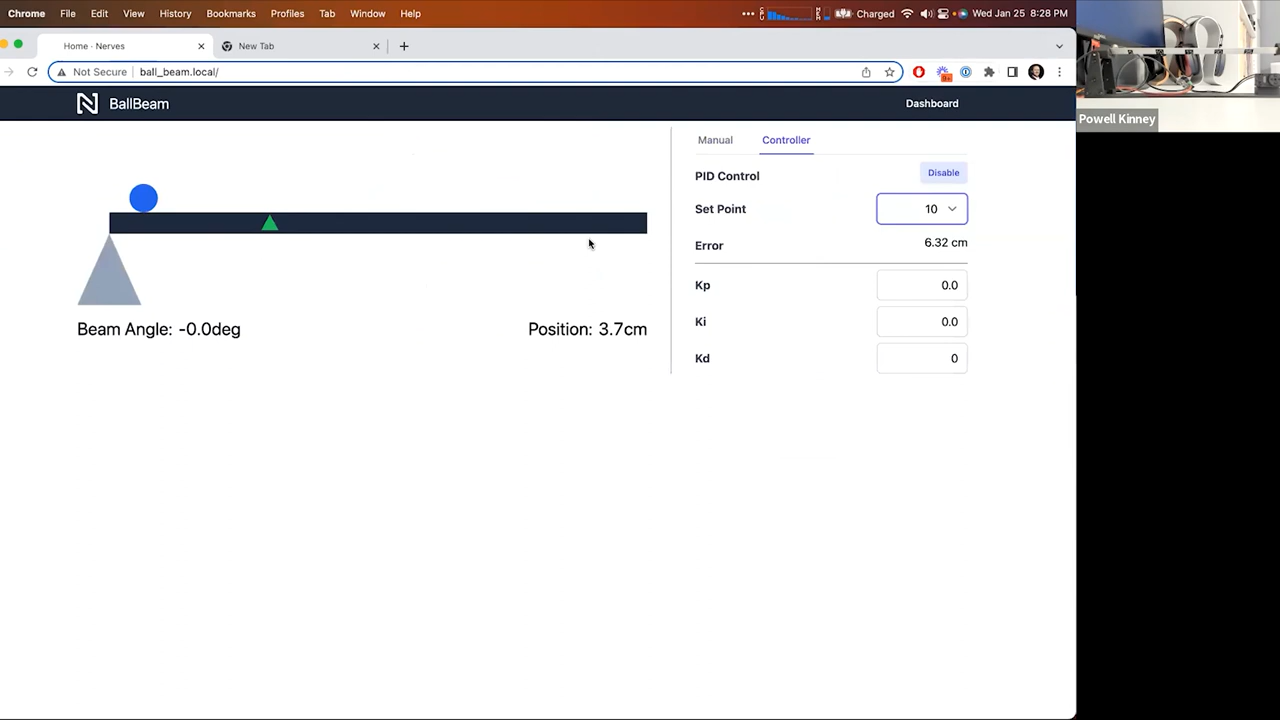 Chrome File Edit View History Bookmarks Profiles Tab Window Help Charged Wed Jan 25 8:28 PM
Home · Nerves New Tab
Not Secure ball_beam.local/
BallBeam Dashboard
Manual Controller
PID Control Disable
Set Point 10
Error 6.32 cm
Kp 0.0
Ki 0.0
Kd 0
Beam Angle: -0.0deg Position: 3.7cm
Powell Kinney